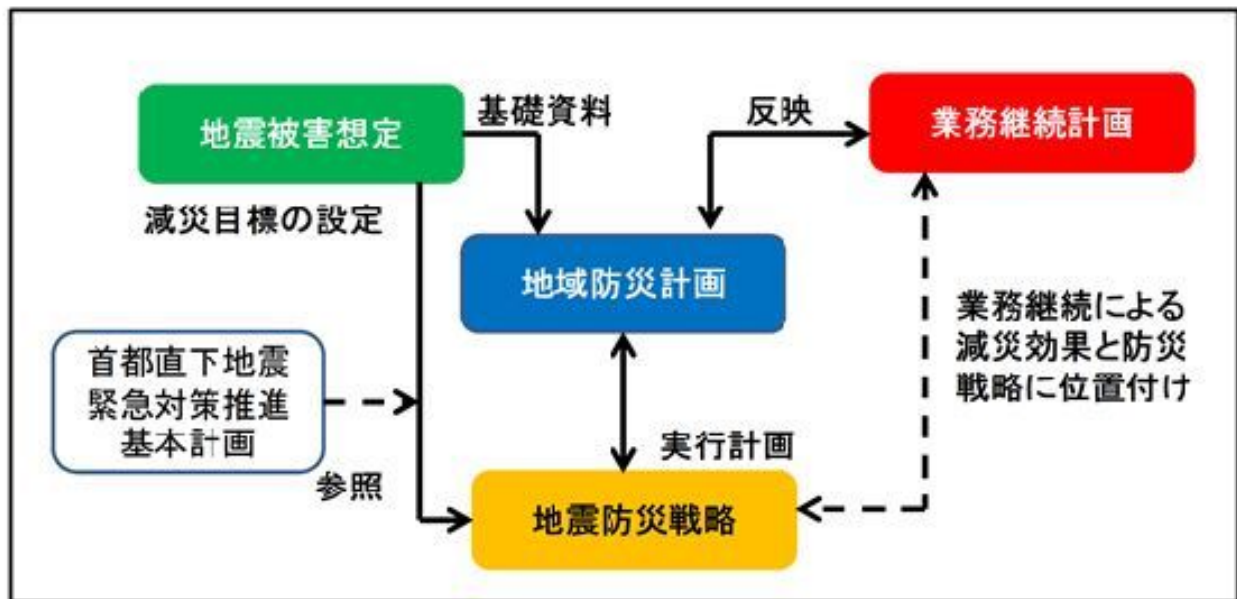 地震被害想定
基礎資料
反映
業務継続計画
減災目標の設定
地域防災計画
首都直下地震
緊急対策推進
基本計画
業務継続による
減災効果と防災
戦略に位置付け
参照
実行計画
地震防災戦略